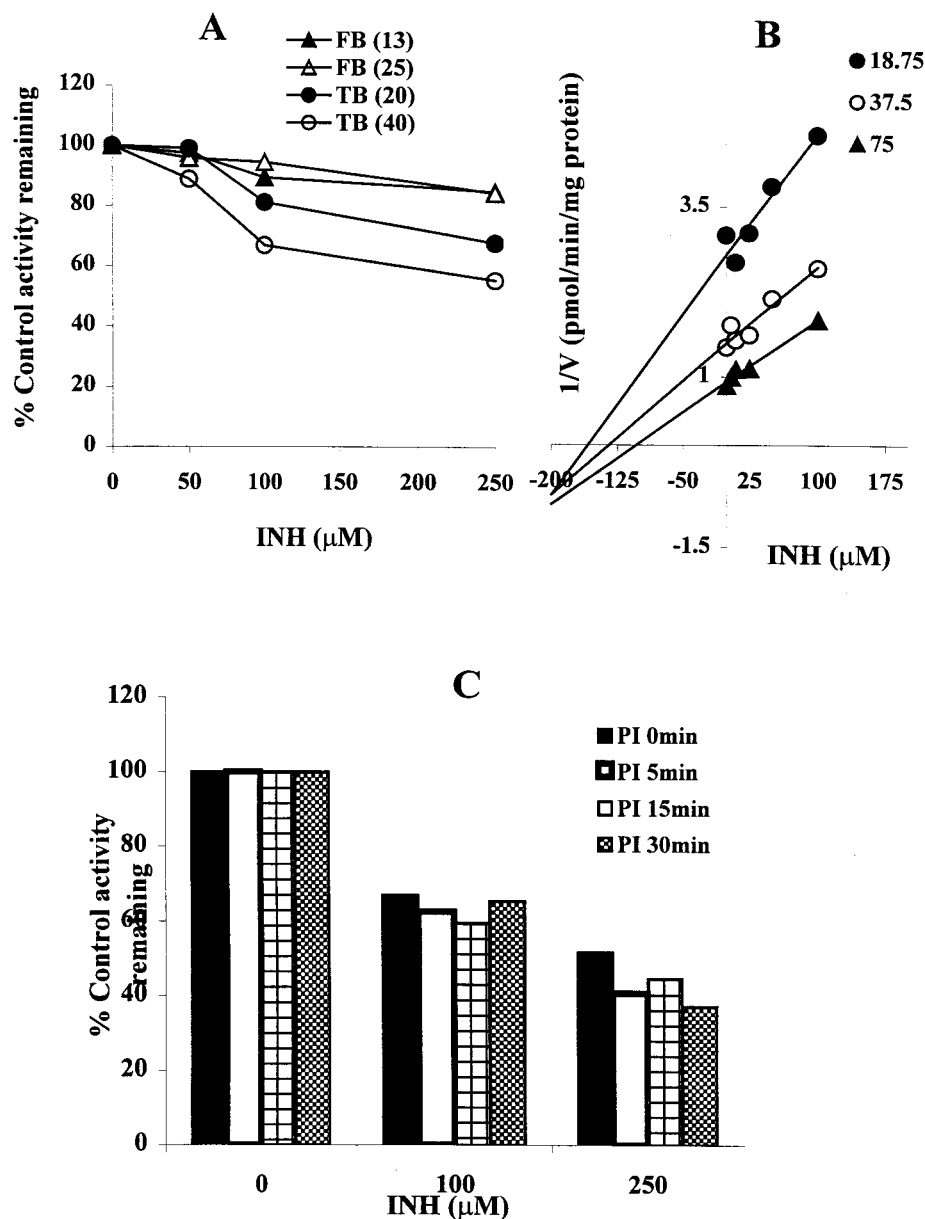 A
FB (13)
FB (25)
TB (20)
TB (40)
% Control activity remaining
120
100
80
60
40
20
0
0
50
100
200
250
INH (μM)
B
18.75
37.5
75
1/V (pmol/min/mg protein)
3.5
1
-1.5
-200
-125
-50
25
100
175
INH (μM)
C
PI 0min
PI 5min
PI 15min
PI 30min
% Control activity
remaining
120
100
80
60
40
20
0
0
100
250
INH (μM)